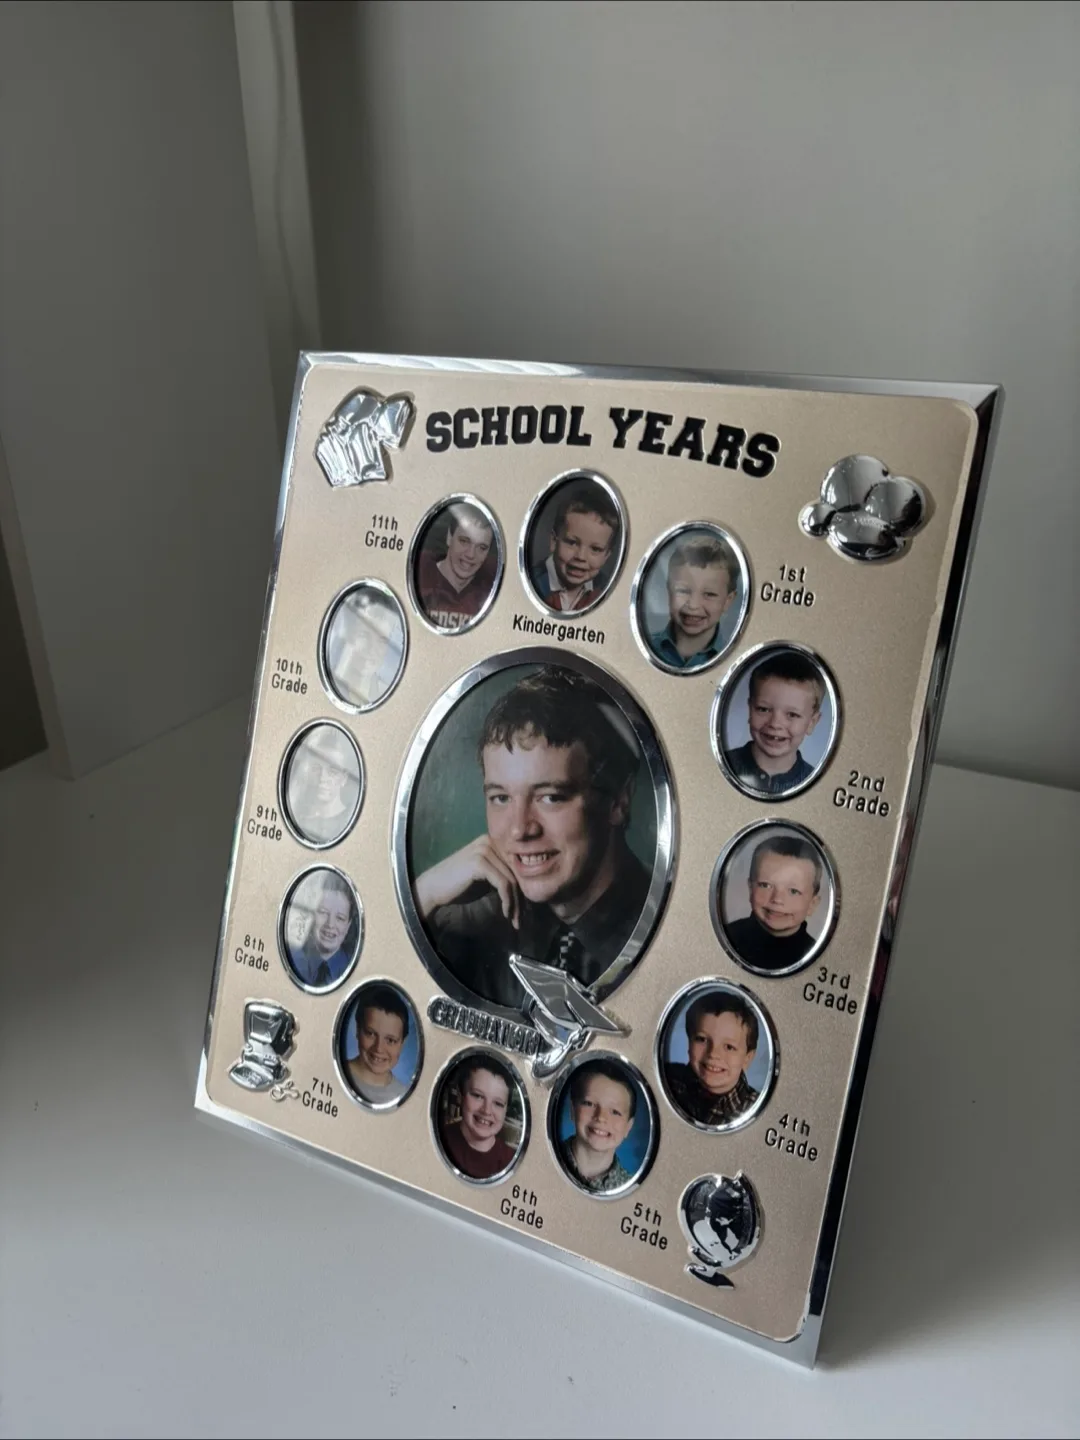 SCHOOL YEARS
11th
Grade
Kindergarten
1st
Grade
10th
Grade
2nd
Grade
9th
Grade
3rd
Grade
8th
Grade
GRADUATION
7th
Grade
4th
Grade
6th
Grade
5th
Grade